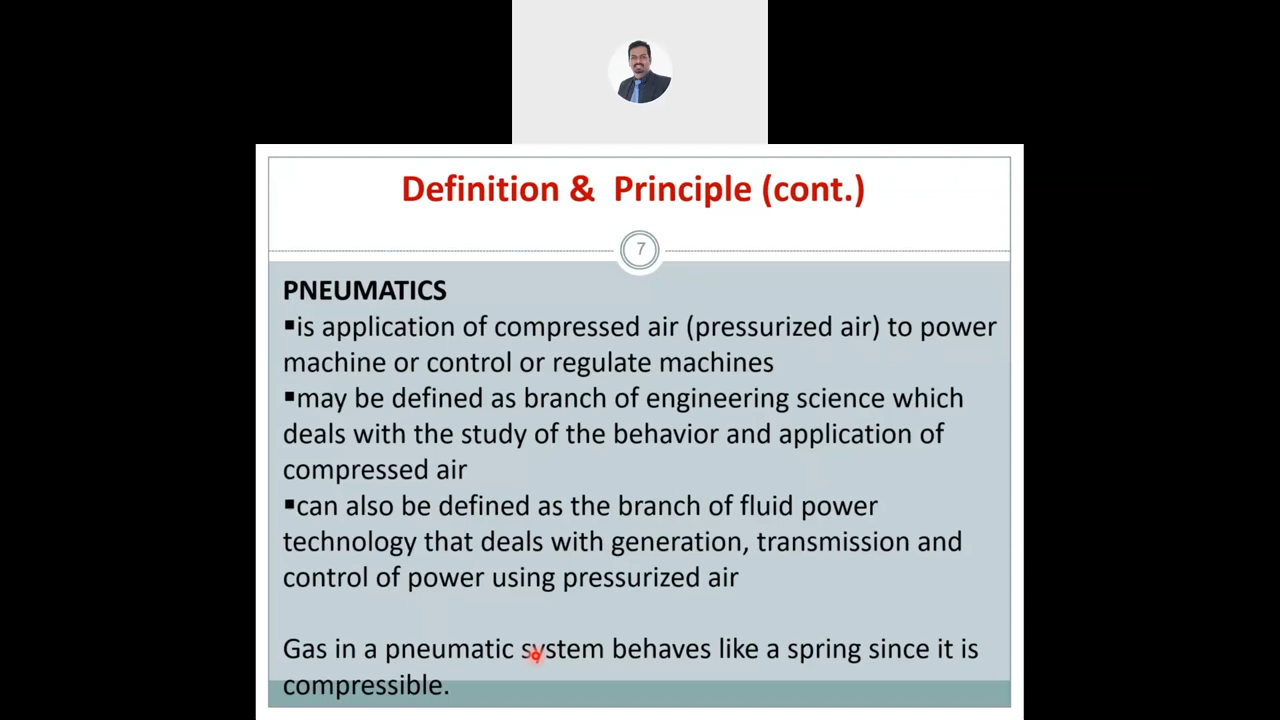 Definition & Principle (cont.)
7
PNEUMATICS
▪is application of compressed air (pressurized air) to power
machine or control or regulate machines
▪may be defined as branch of engineering science which
deals with the study of the behavior and application of
compressed air
▪can also be defined as the branch of fluid power
technology that deals with generation, transmission and
control of power using pressurized air
Gas in a pneumatic system behaves like a spring since it is
compressible.